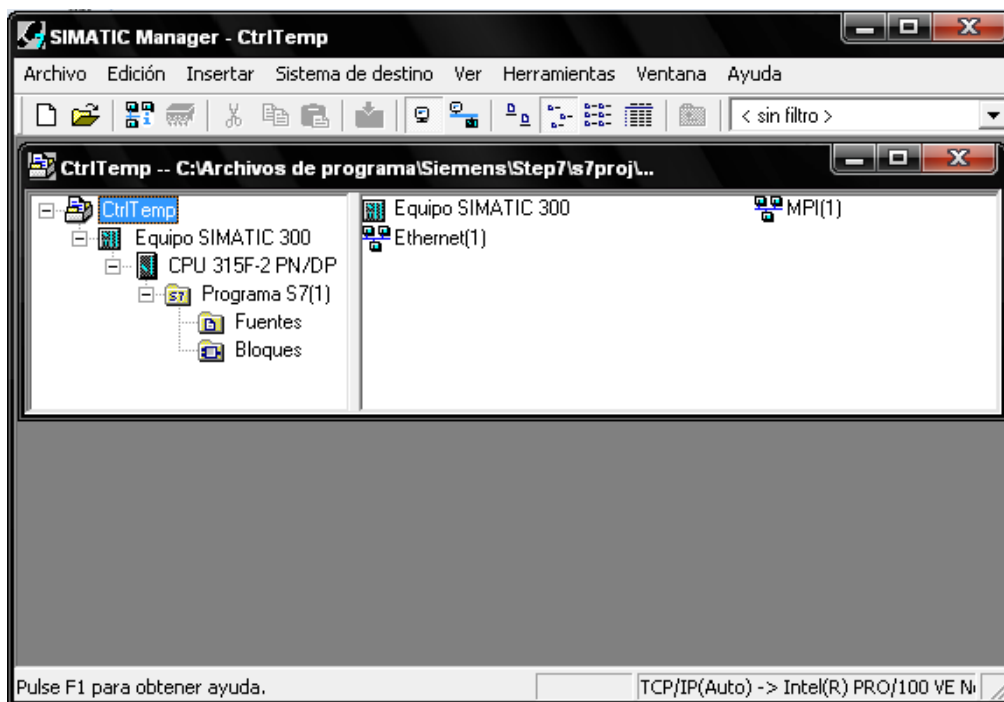 SIMATIC Manager - CtrlTemp
Archivo Edición Insertar Sistema de destino Ver Herramientas Ventana Ayuda
< sin filtro >
CtrlTemp -- C:\Archivos de programa\Siemens\Step7\s7proj\...
CtrlTemp
Equipo SIMATIC 300
CPU 315F-2 PN/DP
Programa S7(1)
Fuentes
Bloques
Equipo SIMATIC 300 MPI(1)
Ethernet(1)
Pulse F1 para obtener ayuda. TCP/IP(Auto) -> Intel(R) PRO/100 VE